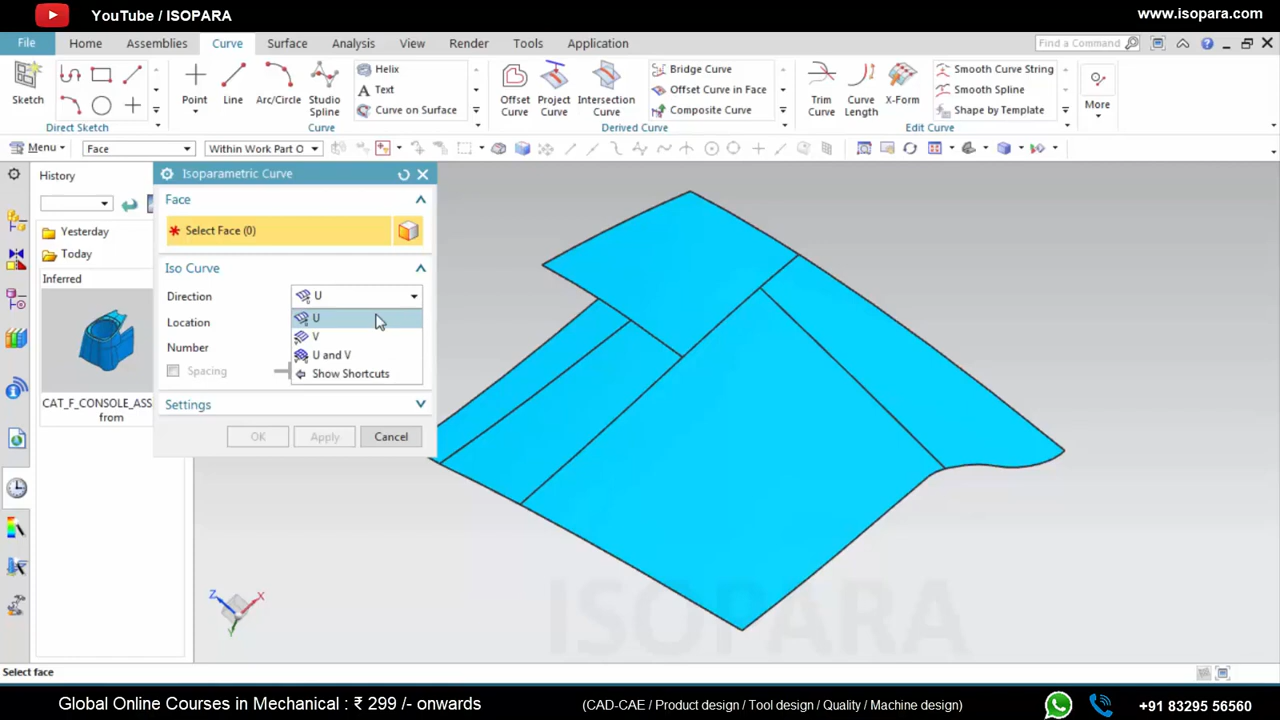 YouTube / ISOPARA
www.isopara.com
File Home Assemblies Curve Surface Analysis View Render Tools Application Find a Command
Sketch
Direct Sketch
Point Line Arc/Circle Studio Spline
Helix
Text
Curve on Surface
Curve
Offset Curve Project Curve Intersection Curve
Bridge Curve
Offset Curve in Face
Composite Curve
Derived Curve
Trim Curve Curve Length X-Form
Smooth Curve String
Smooth Spline
Shape by Template
Edit Curve
More
Menu Face Within Work Part O
History
Yesterday
Today
Inferred
CAT_F_CONSOLE_ASS
from
Isoparametric Curve
Face
* Select Face (0)
Iso Curve
Direction U
U
Location
V
Number
U and V
Spacing
Show Shortcuts
Settings
OK Apply Cancel
Z X
Y
ISOPARA
Select face
Global Online Courses in Mechanical : ₹ 299 /- onwards
(CAD-CAE / Product design / Tool design / Quality / Machine design)
+91 83295 56560